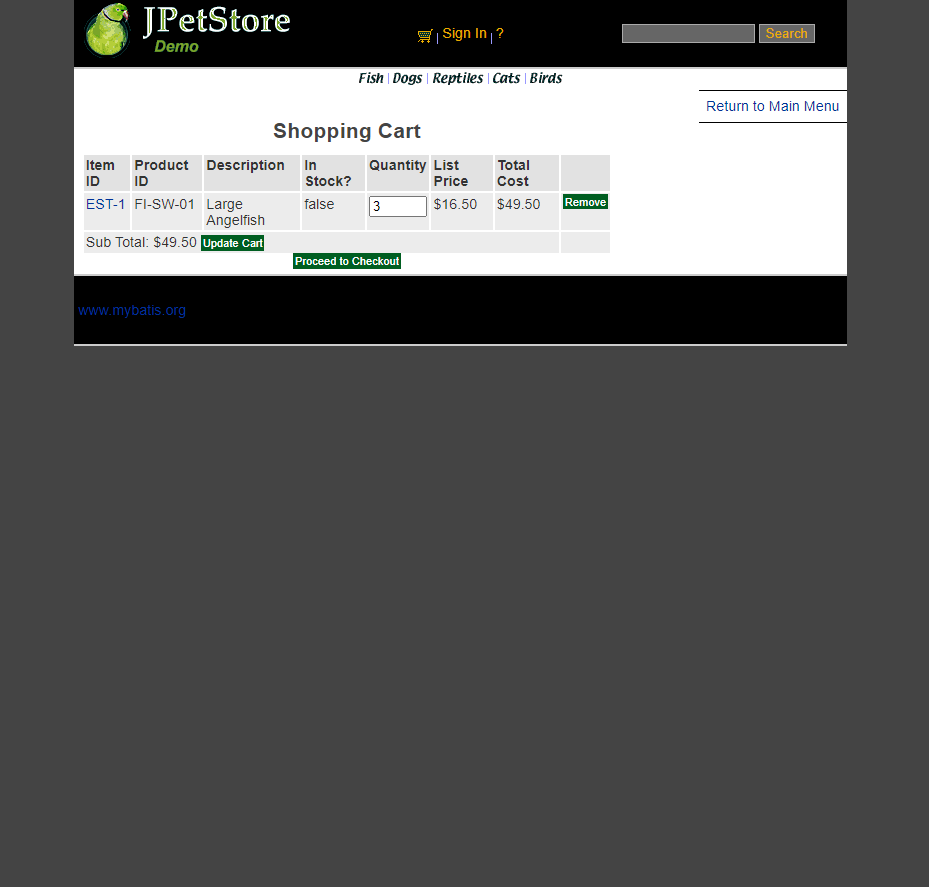 JPetStore
Demo
Sign In | ?
Search
Fish | Dogs | Reptiles | Cats | Birds
Return to Main Menu
Shopping Cart
Item ID Product ID Description In Stock? Quantity List Price Total Cost
EST-1 FI-SW-01 Large Angelfish false 3 $16.50 $49.50 Remove
Sub Total: $49.50 Update Cart
Proceed to Checkout
www.mybatis.org